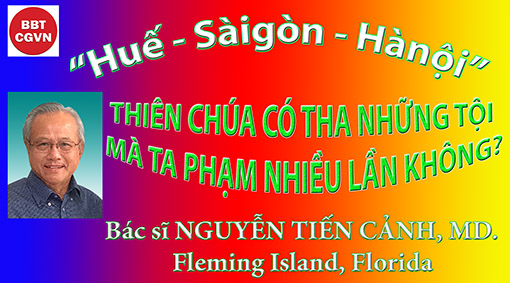 BBT
CGVN
“Huế - Sàigòn - Hànội”
THIÊN CHÚA CÓ THA NHỮNG TỘI
MÀ TA PHẠM NHIỀU LẦN KHÔNG?
Bác sĩ NGUYỄN TIẾN CẢNH, MD.
Fleming Island, Florida